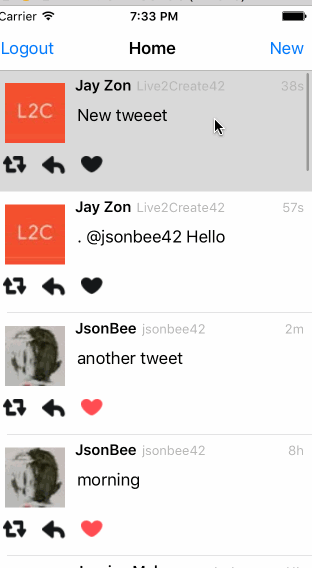 Carrier 7:33 PM
Logout Home New
Jay Zon Live2Create42 38s
L2C
New tweeet
Jay Zon Live2Create42 57s
L2C
. @jsonbee42 Hello
JsonBee jsonbee42 2m
another tweet
JsonBee jsonbee42 8h
morning